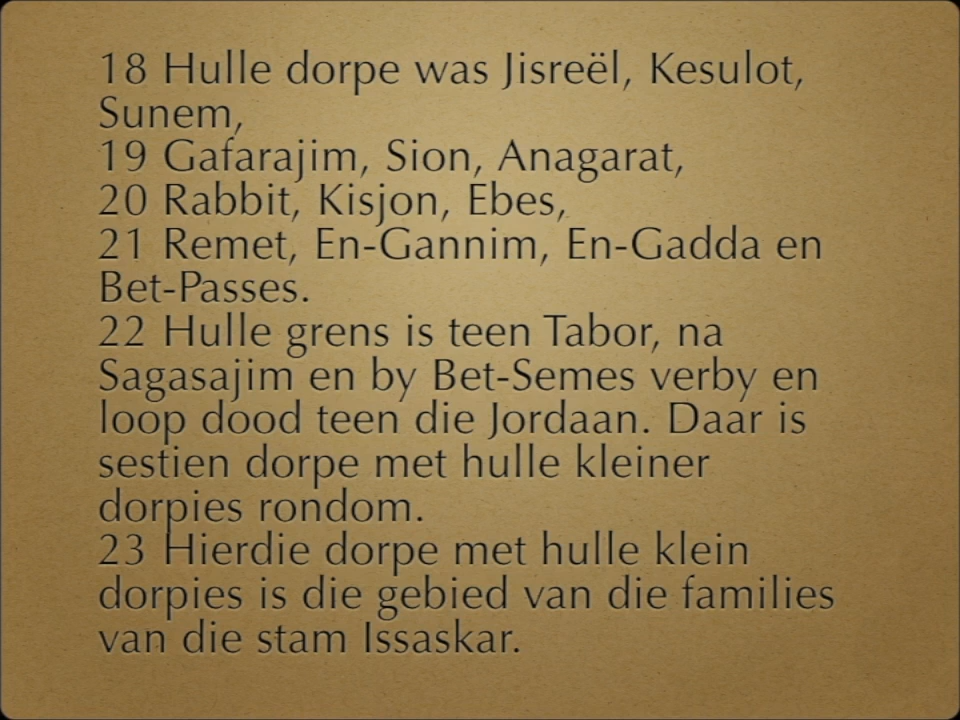 18 Hulle dorpe was Jisreël, Kesulot,
Sunem,
19 Gafarajim, Sion, Anagarat,
20 Rabbit, Kisjon, Ebes,
21 Remet, En-Gannim, En-Gadda en
Bet-Passes.
22 Hulle grens is teen Tabor, na
Sagasajim en by Bet-Semes verby en
loop dood teen die Jordaan. Daar is
sestien dorpe met hulle kleiner
dorpies rondom.
23 Hierdie dorpe met hulle klein
dorpies is die gebied van die families
van die stam Issaskar.